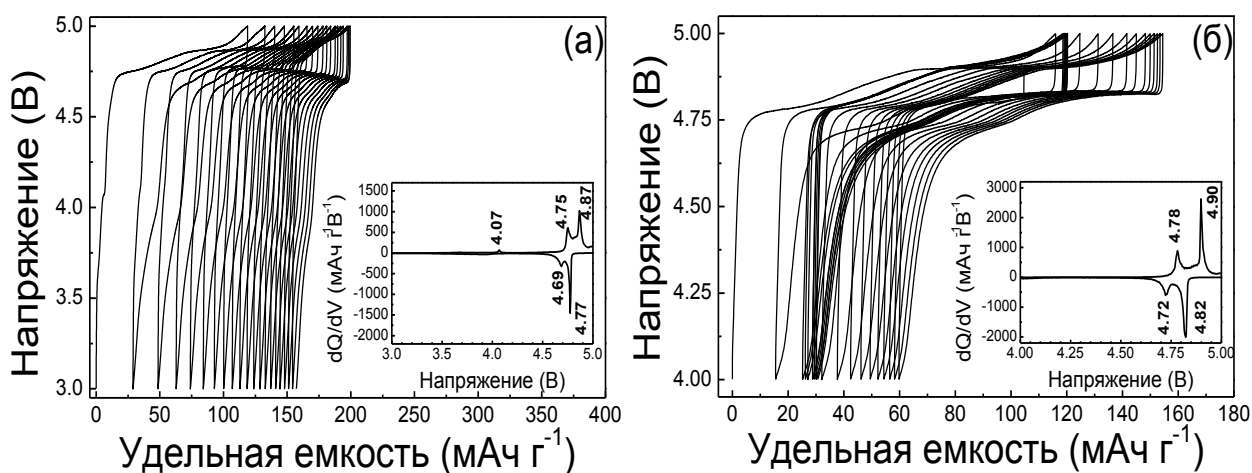 (а)
Напряжение (В)
5.0
4.5
4.0
3.5
3.0
0 50 100 150 200 250 300 350 400
Удельная емкость (мАч г⁻¹)
dQ/dV (мАч г⁻¹В⁻¹)
1500
1000
500
0
-500
-1000
-1500
-2000
4.07
4.75
4.87
4.69
4.77
3.0 3.5 4.0 4.5 5.0
Напряжение (В)
(б)
Напряжение (В)
5.00
4.75
4.50
4.25
4.00
0 20 40 60 80 100 120 140 160 180
Удельная емкость (мАч г⁻¹)
dQ/dV (мАч г⁻¹В⁻¹)
3000
2000
1000
0
-1000
-2000
4.78
4.90
4.72
4.82
4.00 4.25 4.50 4.75 5.00
Напряжение (В)